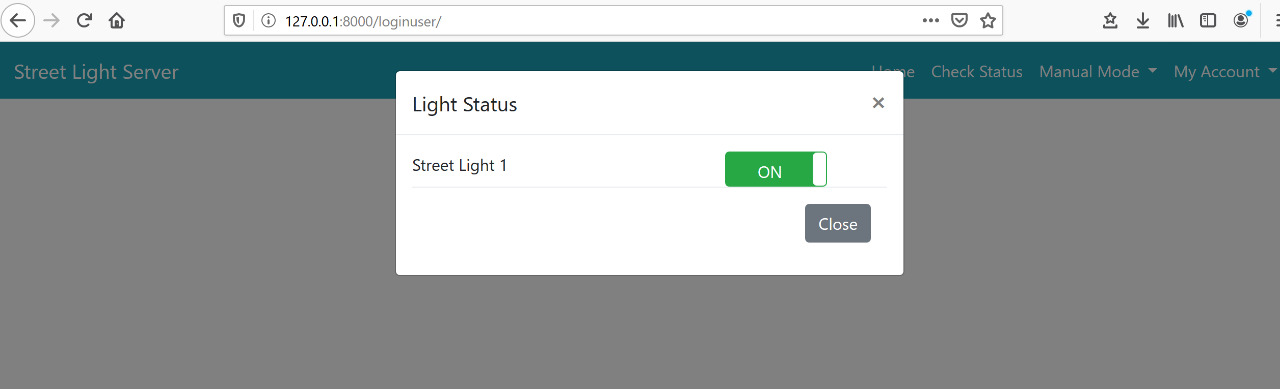 127.0.0.1:8000/loginuser/
Street Light Server Home Check Status Manual Mode My Account
Light Status ×
Street Light 1 ON
Close